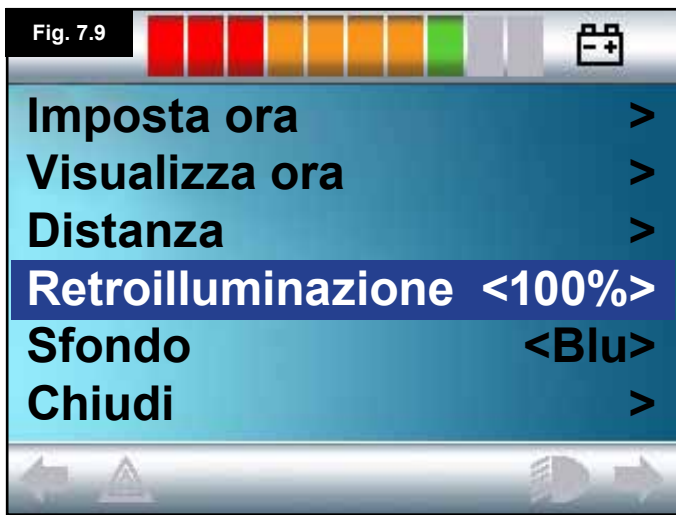 Fig. 7.9
Imposta ora >
Visualizza ora >
Distanza >
Retroilluminazione <100%>
Sfondo <Blu>
Chiudi >